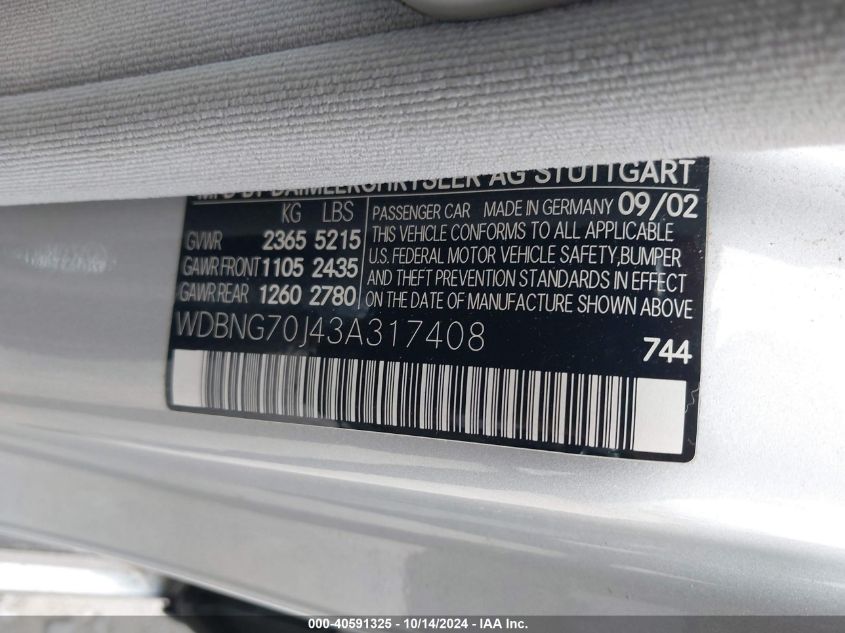 MFD BY DAIMLERCHRYSLER AG STUTTGART
KG LBS
GVWR 2365 5215
GAWR FRONT 1105 2435
GAWR REAR 1260 2780
PASSENGER CAR MADE IN GERMANY 09/02
THIS VEHICLE CONFORMS TO ALL APPLICABLE
U.S. FEDERAL MOTOR VEHICLE SAFETY,BUMPER
AND THEFT PREVENTION STANDARDS IN EFFECT
ON THE DATE OF MANUFACTURE SHOWN ABOVE
WDBNG70J43A317408
744
000-40591325 - 10/14/2024 - IAA Inc.